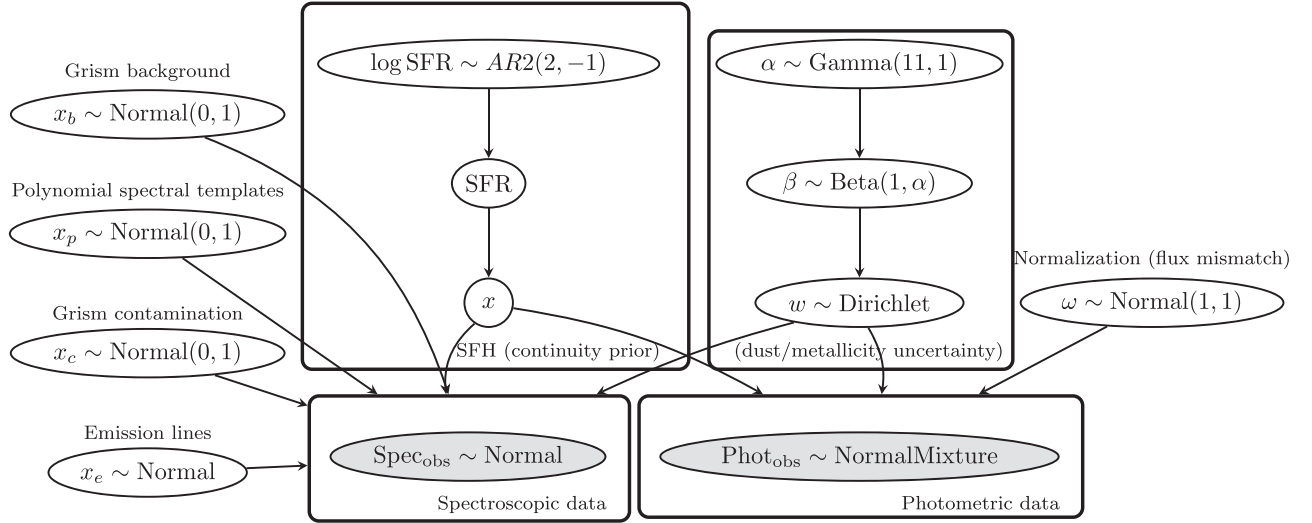 Grism background
x_b ∼ Normal(0, 1)
Polynomial spectral templates
x_p ∼ Normal(0, 1)
Grism contamination
x_c ∼ Normal(0, 1)
Emission lines
x_e ∼ Normal
log SFR ∼ AR2(2, −1)
SFR
x
SFH (continuity prior)
α ∼ Gamma(11, 1)
β ∼ Beta(1, α)
w ∼ Dirichlet
(dust/metallicity uncertainty)
Normalization (flux mismatch)
ω ∼ Normal(1, 1)
Spec_obs ∼ Normal
Spectroscopic data
Phot_obs ∼ NormalMixture
Photometric data